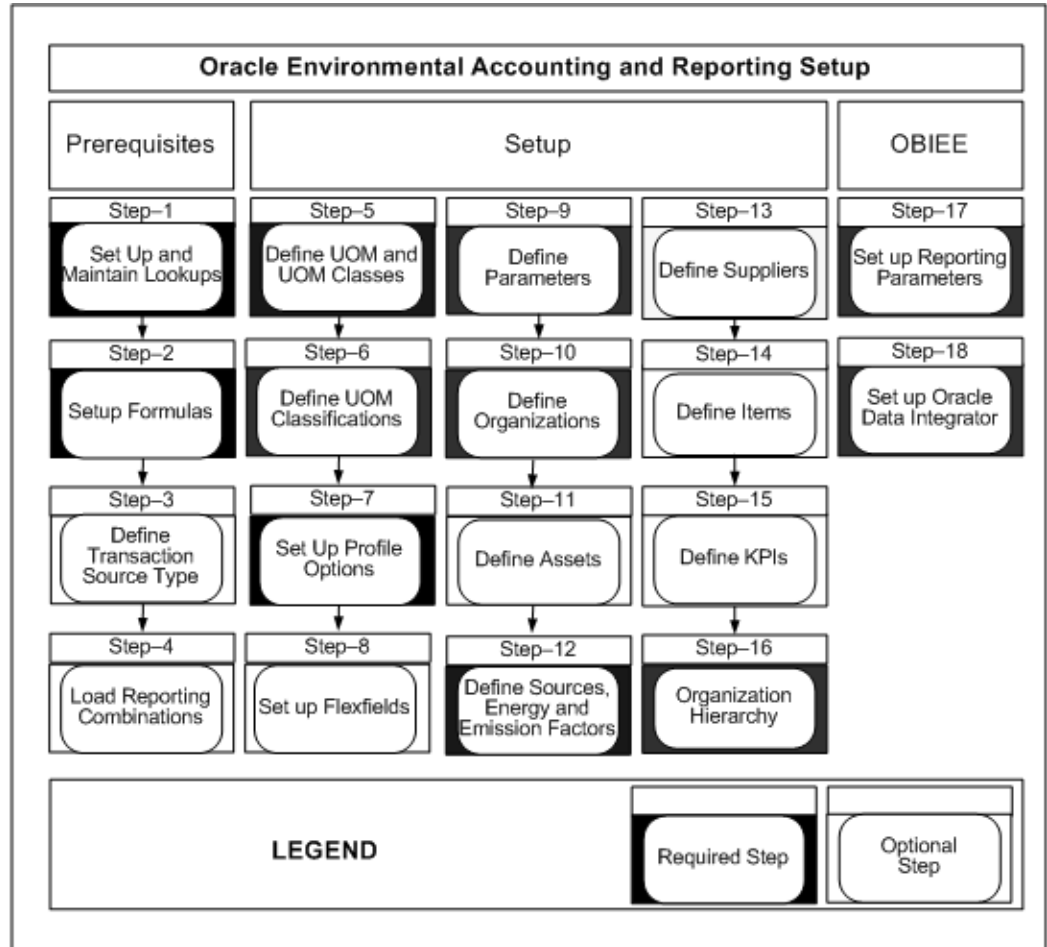 Oracle Environmental Accounting and Reporting Setup
Prerequisites
Setup
OBIEE
Step–1
Set Up and
Maintain Lookups
Step–2
Setup Formulas
Step–3
Define
Transaction
Source Type
Step–4
Load Reporting
Combinations
Step–5
Define UOM and
UOM Classes
Step–6
Define UOM
Classifications
Step–7
Set Up Profile
Options
Step–8
Set up Flexfields
Step–9
Define
Parameters
Step–10
Define
Organizations
Step–11
Define Assets
Step–12
Define Sources,
Energy and
Emission Factors
Step–13
Define Suppliers
Step–14
Define Items
Step–15
Define KPIs
Step–16
Organization
Hierarchy
Step–17
Set up Reporting
Parameters
Step–18
Set up Oracle
Data Integrator
LEGEND
Required Step
Optional
Step